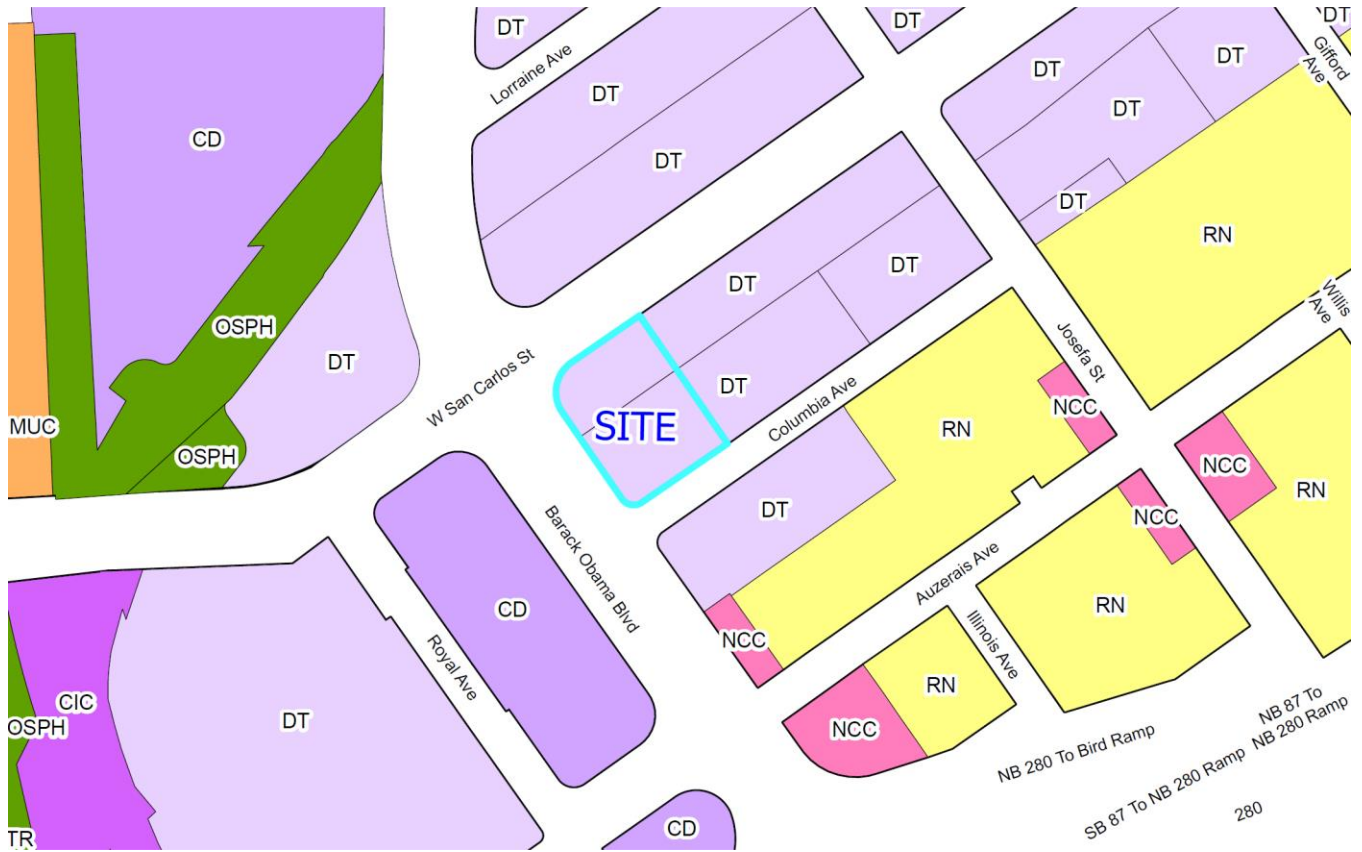 DT
DT
DT
Gifford
Ave
Lorraine Ave
DT
DT
DT
DT
CD
DT
DT
RN
DT
DT
Willis
Ave
OSPH
DT
DT
W San Carlos St
Josefa St
MUC
SITE
Columbia Ave
NCC
RN
OSPH
NCC
RN
DT
NCC
Barack Obama Blvd
Auzerais Ave
CD
RN
Illinois Ave
NCC
Royal Ave
RN
CIC
OSPH
DT
NCC
NB 87 To
NB 280 Ramp
NB 280 To Bird Ramp
SB 87 To NB 280 Ramp
280
CD
TR